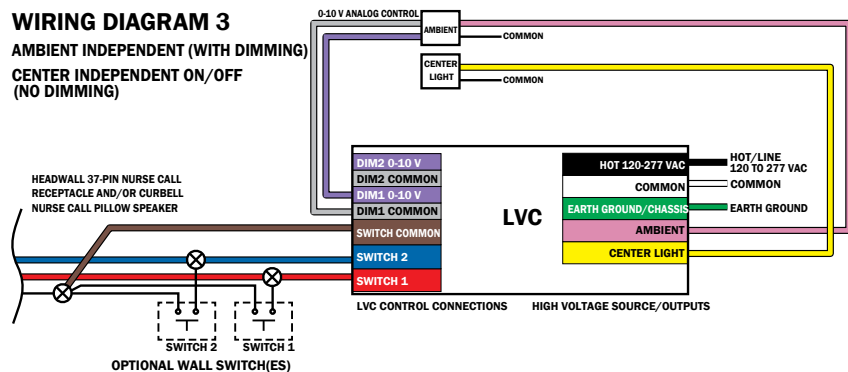 WIRING DIAGRAM 3
AMBIENT INDEPENDENT (WITH DIMMING)
CENTER INDEPENDENT ON/OFF
(NO DIMMING)
0-10 V ANALOG CONTROL
AMBIENT
COMMON
CENTER
LIGHT
COMMON
HEADWALL 37-PIN NURSE CALL
RECEPTACLE AND/OR CURBELL
NURSE CALL PILLOW SPEAKER
DIM2 0-10 V
DIM2 COMMON
DIM1 0-10 V
DIM1 COMMON
SWITCH COMMON
SWITCH 2
SWITCH 1
LVC
HOT 120-277 VAC
COMMON
EARTH GROUND/CHASSIS
AMBIENT
CENTER LIGHT
HOT/LINE
120 TO 277 VAC
COMMON
EARTH GROUND
LVC CONTROL CONNECTIONS
HIGH VOLTAGE SOURCE/OUTPUTS
SWITCH 2
SWITCH 1
OPTIONAL WALL SWITCH(ES)